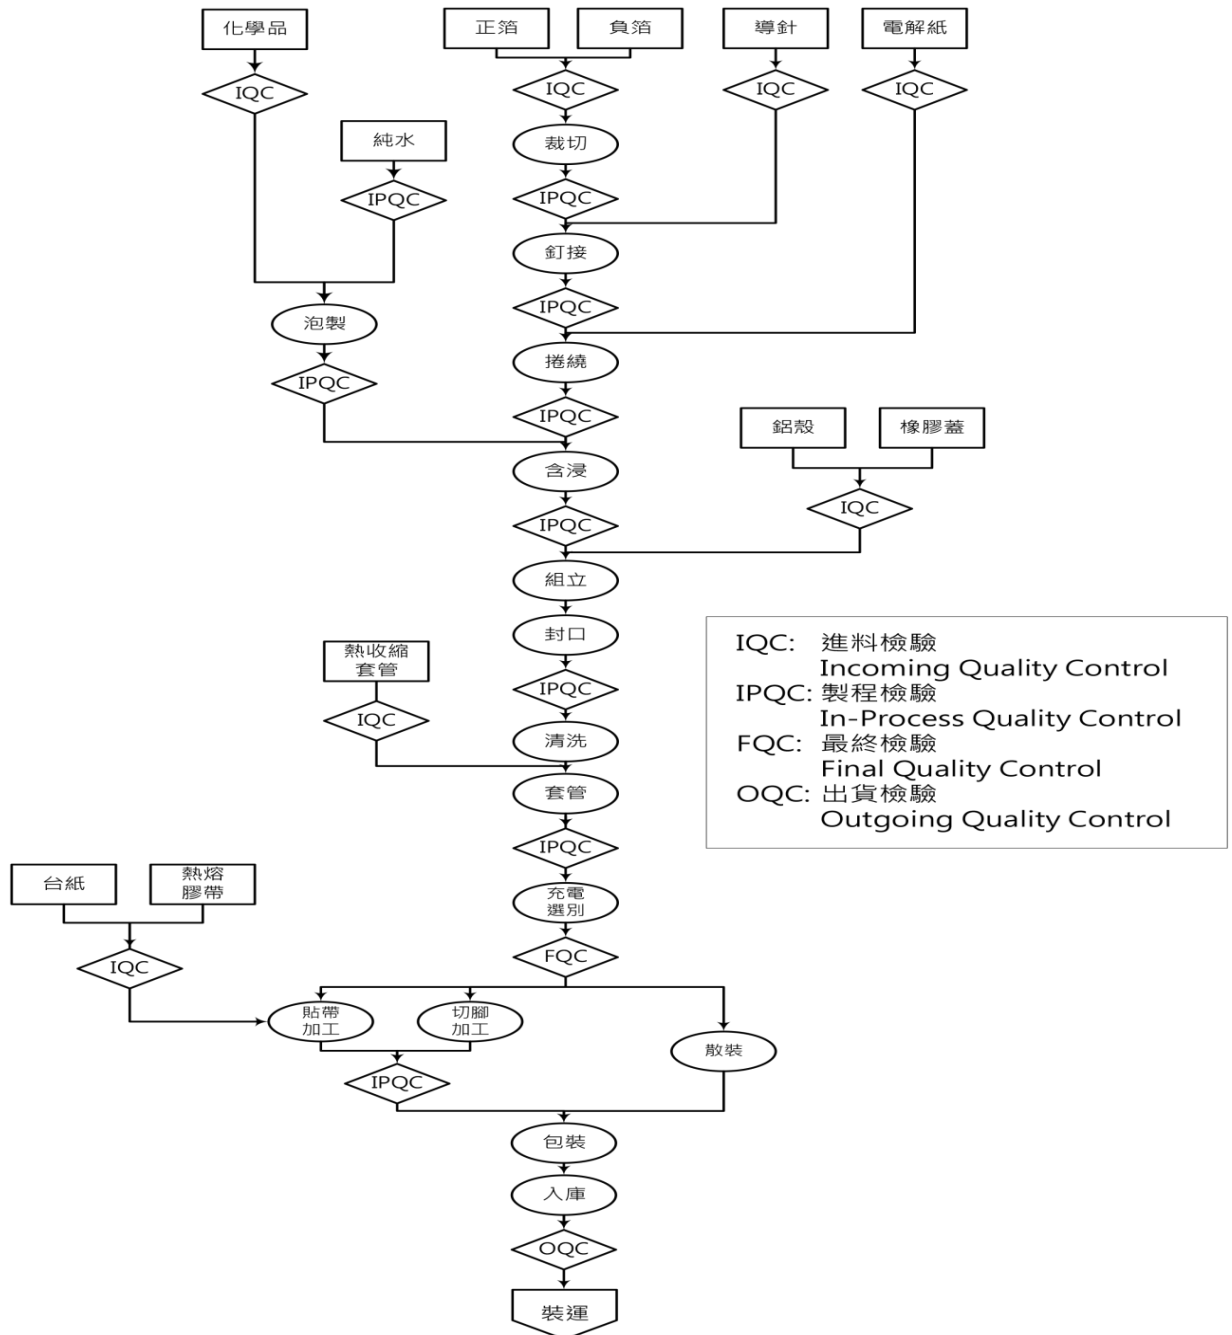 化學品
正箔
負箔
導針
電解紙
IQC
IQC
IQC
IQC
純水
裁切
IPQC
IPQC
釘接
IPQC
泡製
捲繞
IPQC
IPQC
鋁殼
橡膠蓋
含浸
IQC
IPQC
組立
封口
熱收縮
套管
IPQC
IQC
清洗
套管
IPQC
IQC: 進料檢驗
Incoming Quality Control
IPQC: 製程檢驗
In-Process Quality Control
FQC: 最終檢驗
Final Quality Control
OQC: 出貨檢驗
Outgoing Quality Control
台紙
熱熔
膠帶
充電
選別
IQC
FQC
貼帶
加工
切腳
加工
散裝
IPQC
包裝
入庫
OQC
裝運